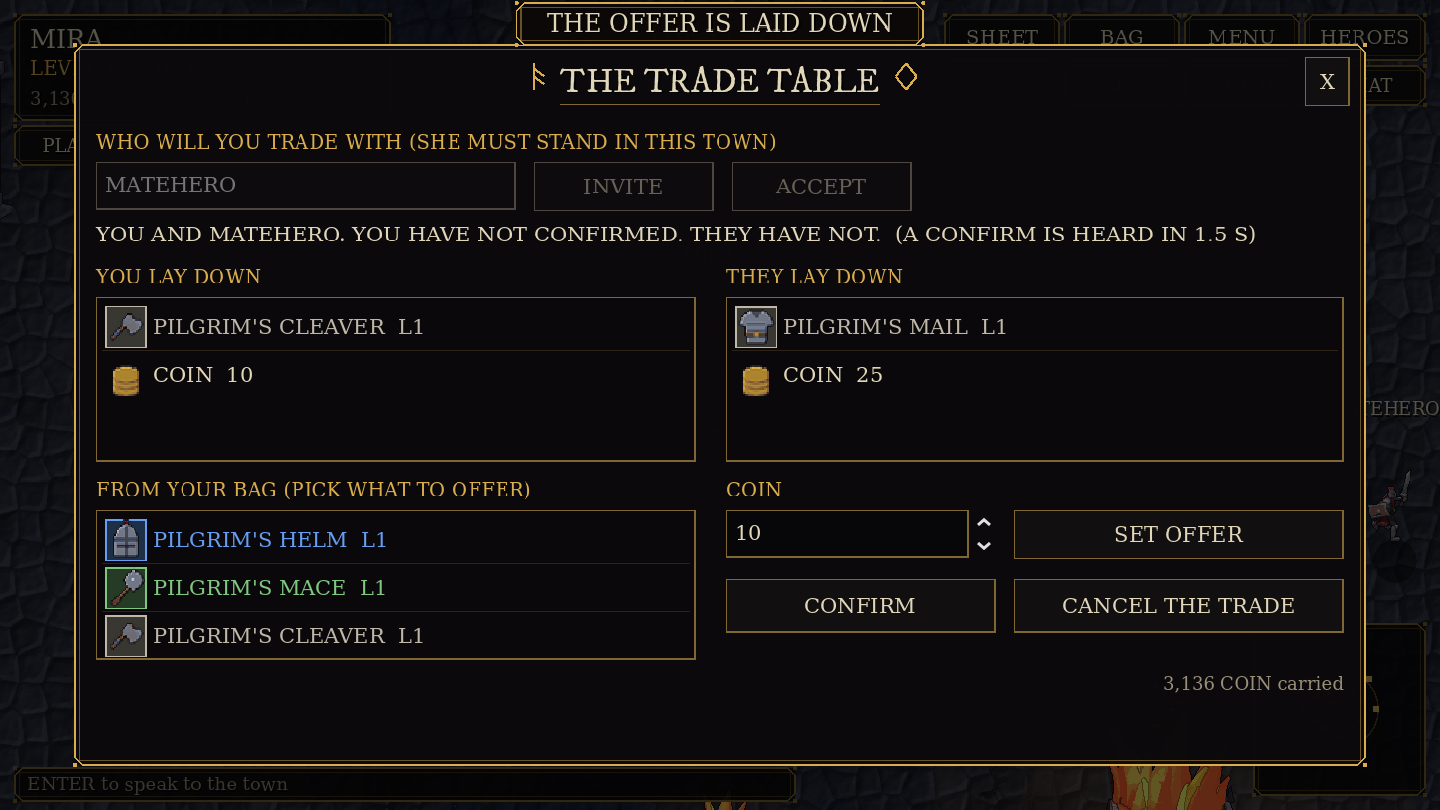 THE OFFER IS LAID DOWN
MIRA
SHEET
BAG
MENU
HEROES
LEV
THE TRADE TABLE
X
AT
3,136
PLA
WHO WILL YOU TRADE WITH (SHE MUST STAND IN THIS TOWN)
MATEHERO
INVITE
ACCEPT
YOU AND MATEHERO. YOU HAVE NOT CONFIRMED. THEY HAVE NOT. (A CONFIRM IS HEARD IN 1.5 S)
YOU LAY DOWN
THEY LAY DOWN
PILGRIM'S CLEAVER L1
PILGRIM'S MAIL L1
COIN 10
COIN 25
TEHERO
FROM YOUR BAG (PICK WHAT TO OFFER)
COIN
PILGRIM'S HELM L1
10
SET OFFER
PILGRIM'S MACE L1
CONFIRM
CANCEL THE TRADE
PILGRIM'S CLEAVER L1
3,136 COIN carried
ENTER to speak to the town